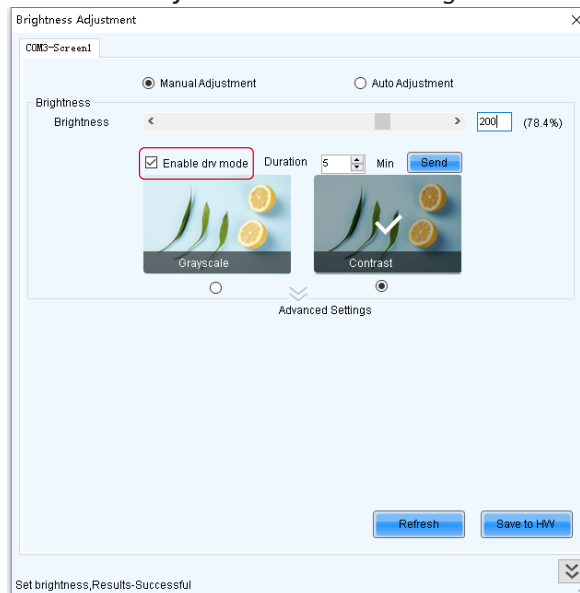 Brightness Adjustment
COM3-Screen1
Manual Adjustment Auto Adjustment
Brightness
Brightness 200 (78.4%)
Enable drv mode Duration 5 Min Send
Grayscale Contrast
Advanced Settings
Refresh Save to HW
Set brightness,Results-Successful